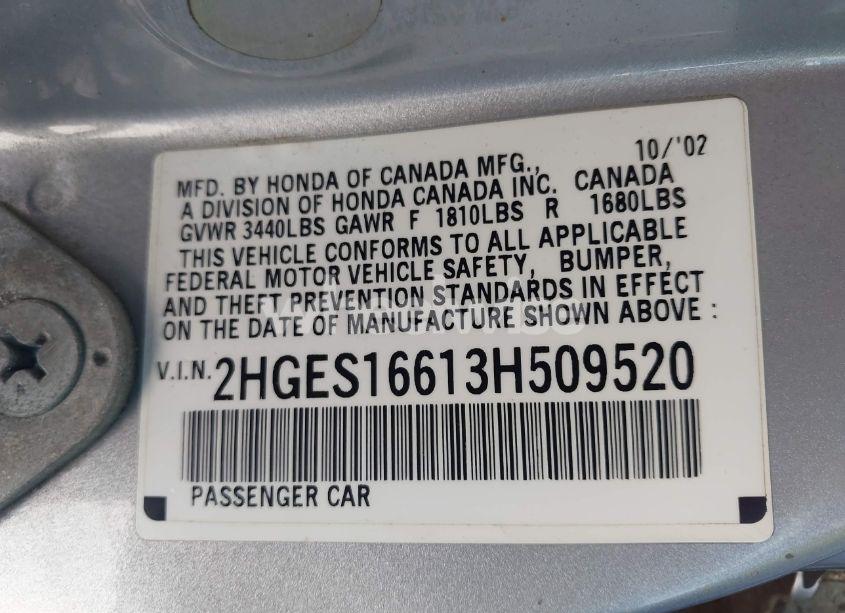 10/'02
MFD. BY HONDA OF CANADA MFG.,
A DIVISION OF HONDA CANADA INC. CANADA
GVWR 3440LBS GAWR F 1810LBS R 1680LBS
THIS VEHICLE CONFORMS TO ALL APPLICABLE
FEDERAL MOTOR VEHICLE SAFETY, BUMPER,
AND THEFT PREVENTION STANDARDS IN EFFECT
ON THE DATE OF MANUFACTURE SHOWN ABOVE :
V.I.N. 2HGES16613H509520
PASSENGER CAR